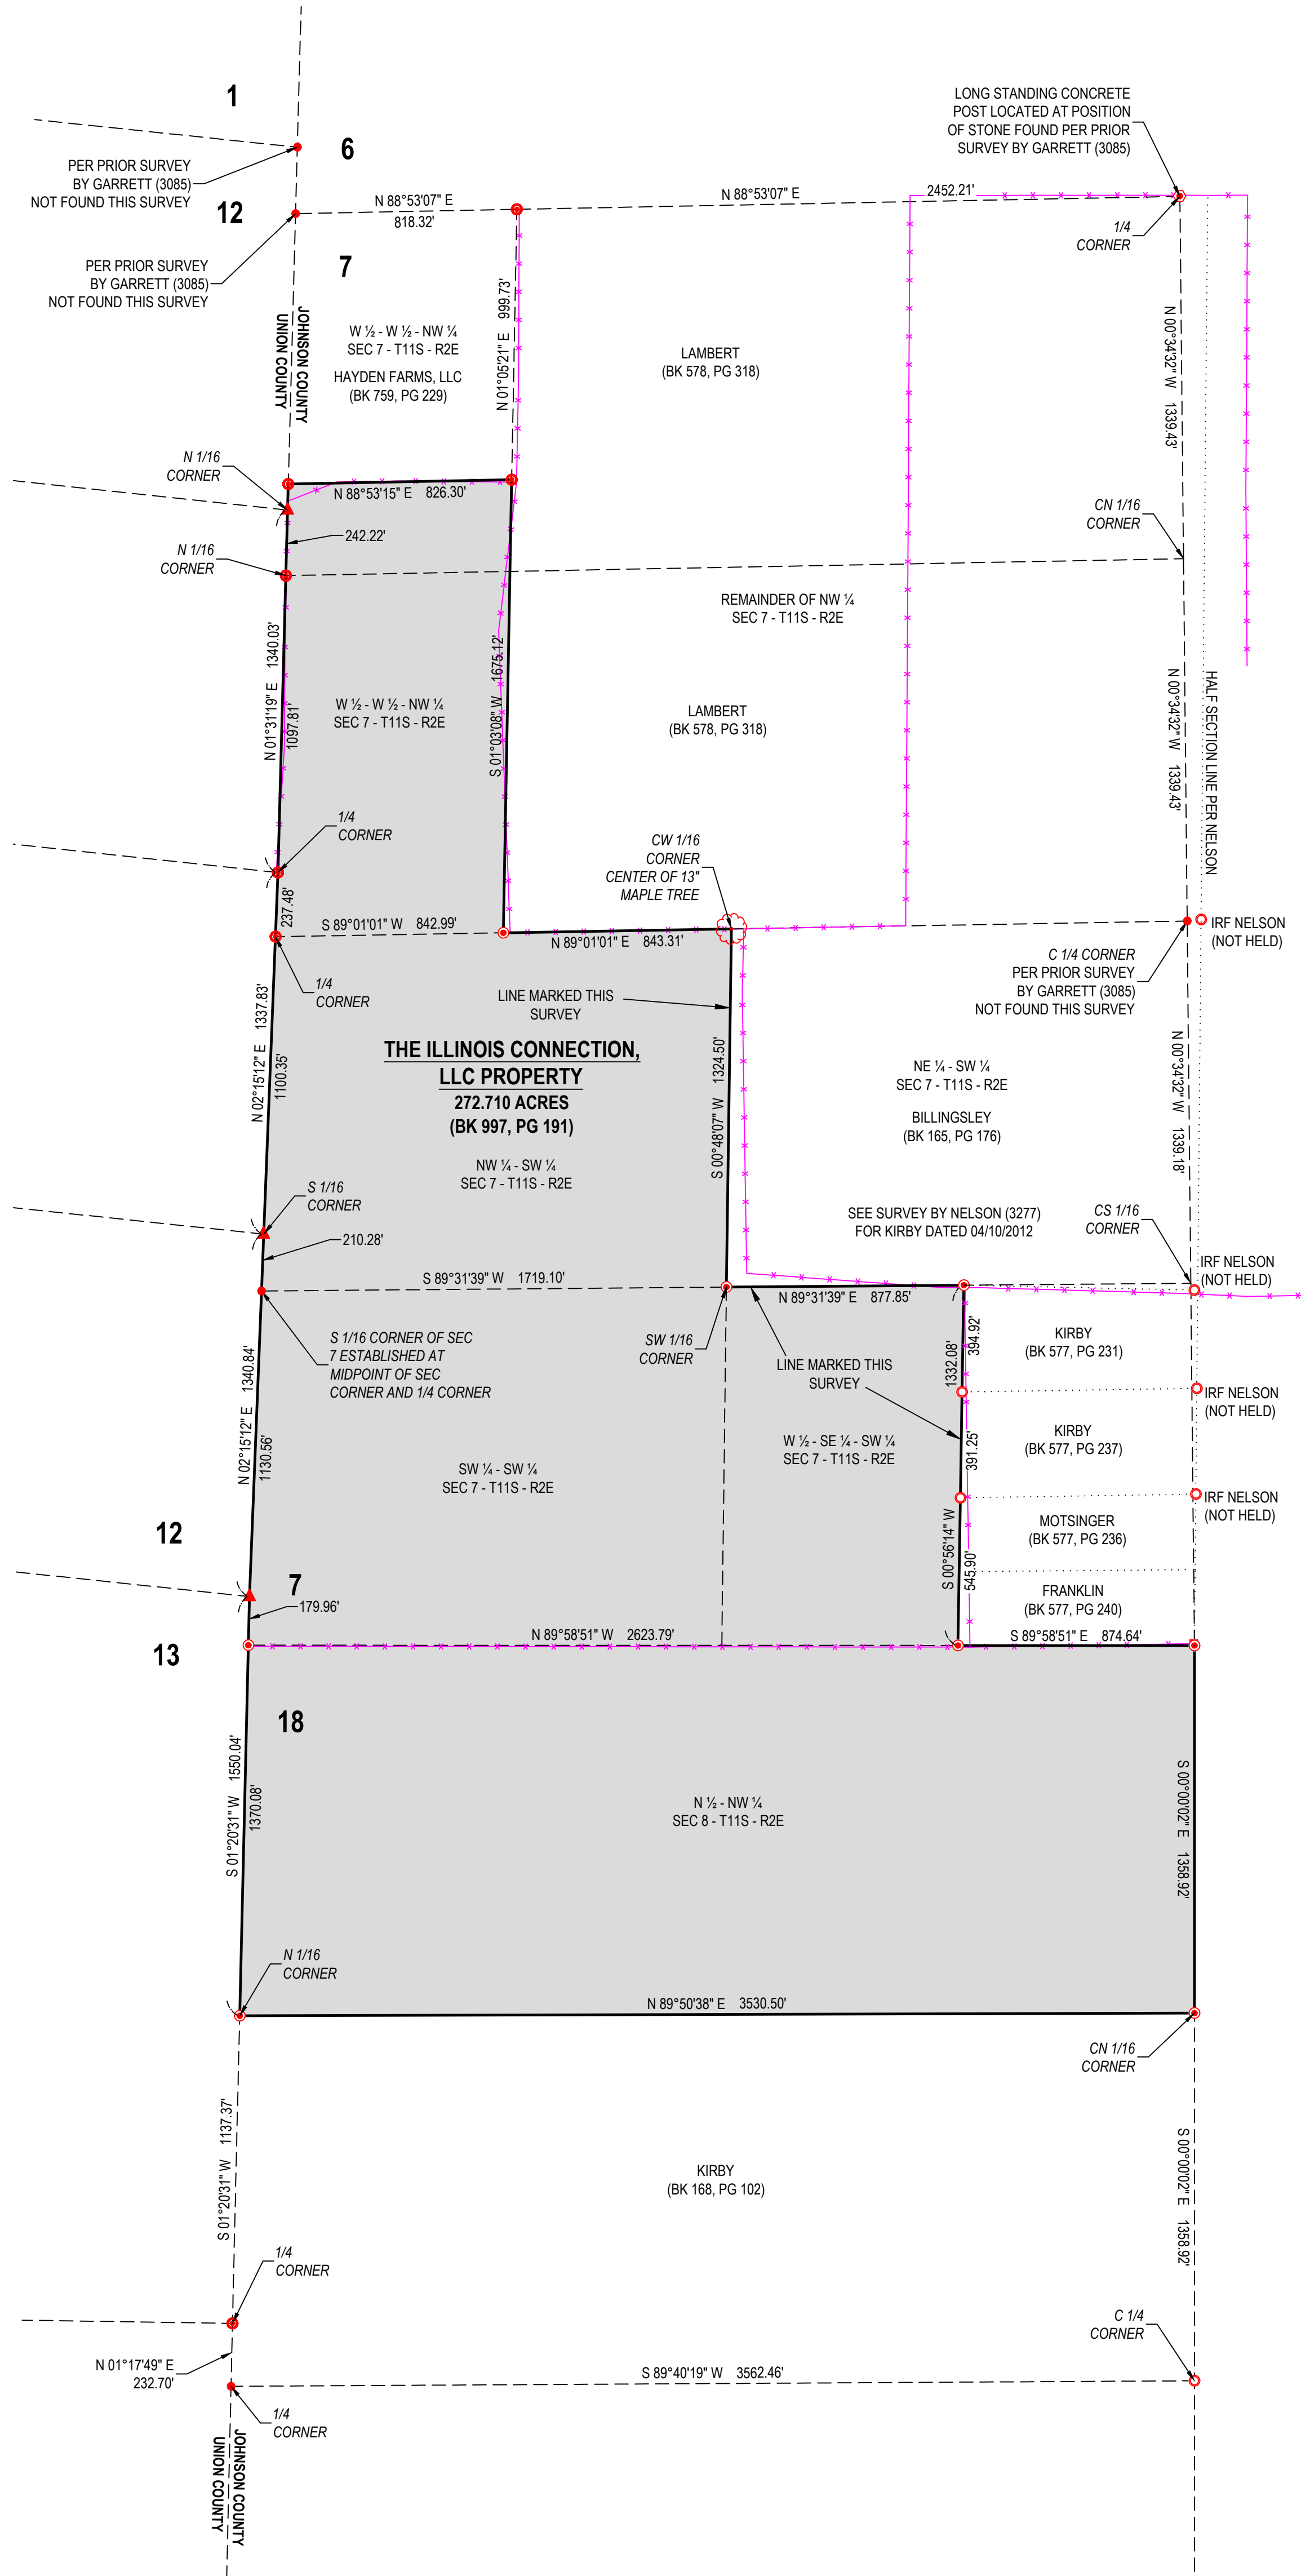 1
LONG STANDING CONCRETE
POST LOCATED AT POSITION
OF STONE FOUND PER PRIOR
SURVEY BY GARRETT (3085)
6
PER PRIOR SURVEY
BY GARRETT (3085)
NOT FOUND THIS SURVEY
12
N 88°53'07" E
818.32'
N 88°53'07" E
2452.21'
1/4
CORNER
PER PRIOR SURVEY
BY GARRETT (3085)
NOT FOUND THIS SURVEY
7
UNION COUNTY
JOHNSON COUNTY
W ½ - W ½ - NW ¼
SEC 7 - T11S - R2E
HAYDEN FARMS, LLC
(BK 759, PG 229)
N 01°05'21" E 999.73'
LAMBERT
(BK 578, PG 318)
N 00°34'32" W 1339.43'
N 1/16
CORNER
N 88°53'15" E 826.30'
242.22'
N 1/16
CORNER
CN 1/16
CORNER
REMAINDER OF NW ¼
SEC 7 - T11S - R2E
N 01°31'19" E 1340.03'
1097.81'
W ½ - W ½ - NW ¼
SEC 7 - T11S - R2E
S 01°03'08" W 1675.12'
LAMBERT
(BK 578, PG 318)
N 00°34'32" W 1339.43'
HALF SECTION LINE PER NELSON
1/4
CORNER
CW 1/16
CORNER
CENTER OF 13"
MAPLE TREE
237.48'
S 89°01'01" W 842.99'
N 89°01'01" E 843.31'
IRF NELSON
(NOT HELD)
C 1/4 CORNER
PER PRIOR SURVEY
BY GARRETT (3085)
NOT FOUND THIS SURVEY
1/4
CORNER
LINE MARKED THIS
SURVEY
N 02°15'12" E 1337.83'
1100.35'
THE ILLINOIS CONNECTION,
LLC PROPERTY
272.710 ACRES
(BK 997, PG 191)
NW ¼ - SW ¼
SEC 7 - T11S - R2E
S 00°48'07" W 1324.50'
NE ¼ - SW ¼
SEC 7 - T11S - R2E
BILLINGSLEY
(BK 165, PG 176)
N 00°34'32" W 1339.18'
S 1/16
CORNER
210.28'
SEE SURVEY BY NELSON (3277)
FOR KIRBY DATED 04/10/2012
CS 1/16
CORNER
IRF NELSON
(NOT HELD)
S 89°31'39" W 1719.10'
N 89°31'39" E 877.85'
S 1/16 CORNER OF SEC
7 ESTABLISHED AT
MIDPOINT OF SEC
CORNER AND 1/4 CORNER
SW 1/16
CORNER
LINE MARKED THIS
SURVEY
1332.08'
394.92'
KIRBY
(BK 577, PG 231)
IRF NELSON
(NOT HELD)
N 02°15'12" E 1340.84'
1130.56'
SW ¼ - SW ¼
SEC 7 - T11S - R2E
W ½ - SE ¼ - SW ¼
SEC 7 - T11S - R2E
391.25'
KIRBY
(BK 577, PG 237)
IRF NELSON
(NOT HELD)
12
MOTSINGER
(BK 577, PG 236)
S 00°56'14" W
545.90'
7
179.96'
FRANKLIN
(BK 577, PG 240)
N 89°58'51" W 2623.79'
S 89°58'51" E 874.64'
13
18
S 01°20'31" W 1550.04'
1370.08'
N ½ - NW ¼
SEC 8 - T11S - R2E
S 00°00'02" E 1358.92'
N 1/16
CORNER
N 89°50'38" E 3530.50'
CN 1/16
CORNER
S 01°20'31" W 1137.37'
KIRBY
(BK 168, PG 102)
S 00°00'02" E 1358.92'
1/4
CORNER
C 1/4
CORNER
N 01°17'49" E
232.70'
S 89°40'19" W 3562.46'
1/4
CORNER
UNION COUNTY
JOHNSON COUNTY